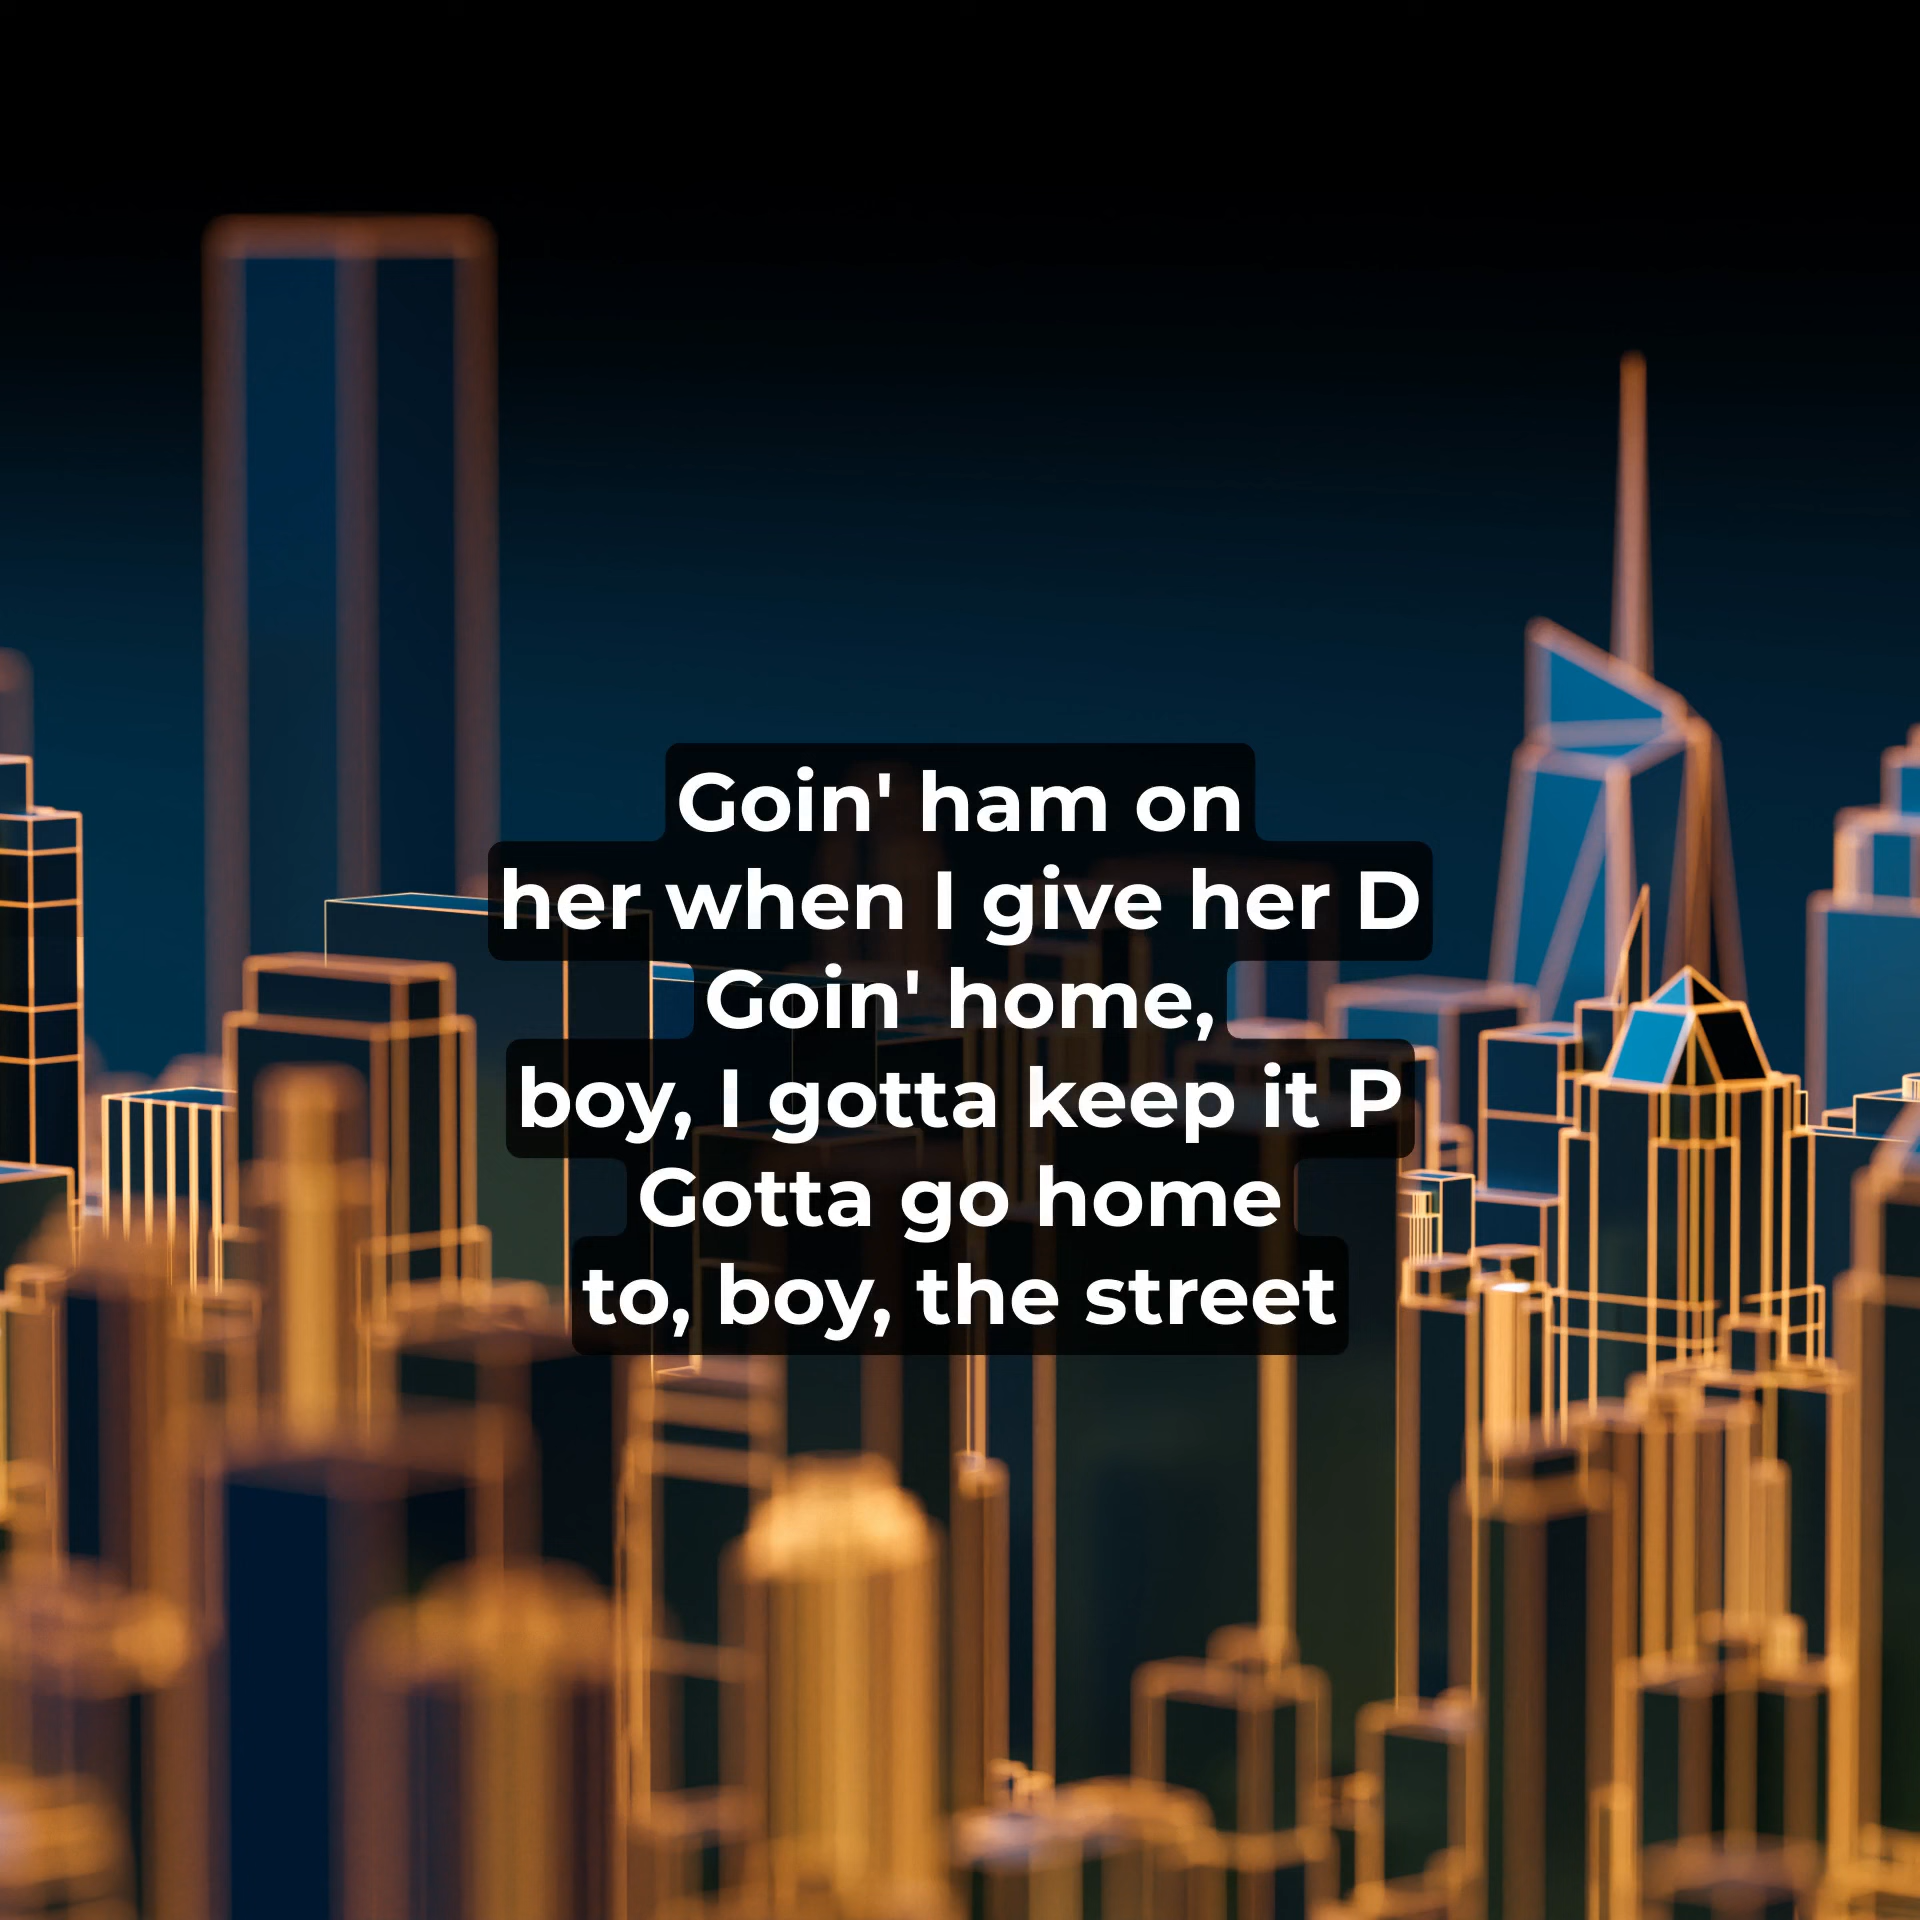 Goin' ham on
her when I give her D
Goin' home,
boy, I gotta keep it P
Gotta go home
to, boy, the street